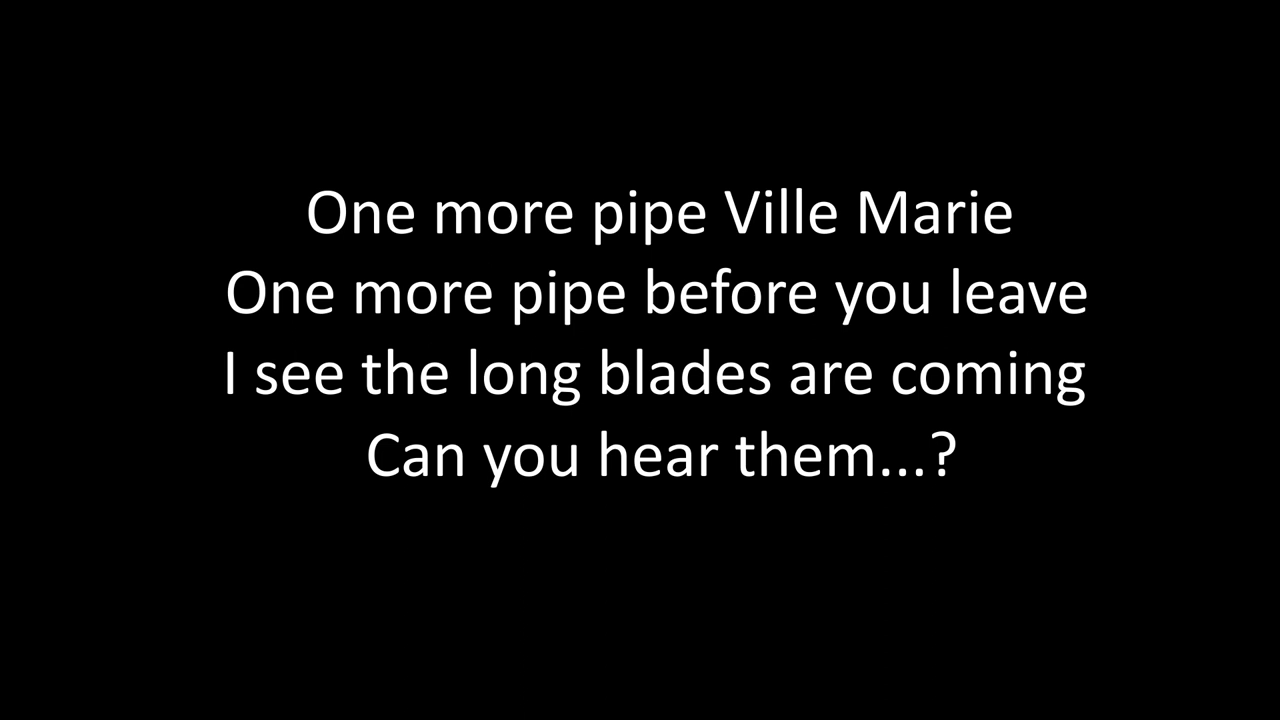 One more pipe Ville Marie
One more pipe before you leave
I see the long blades are coming
Can you hear them...?